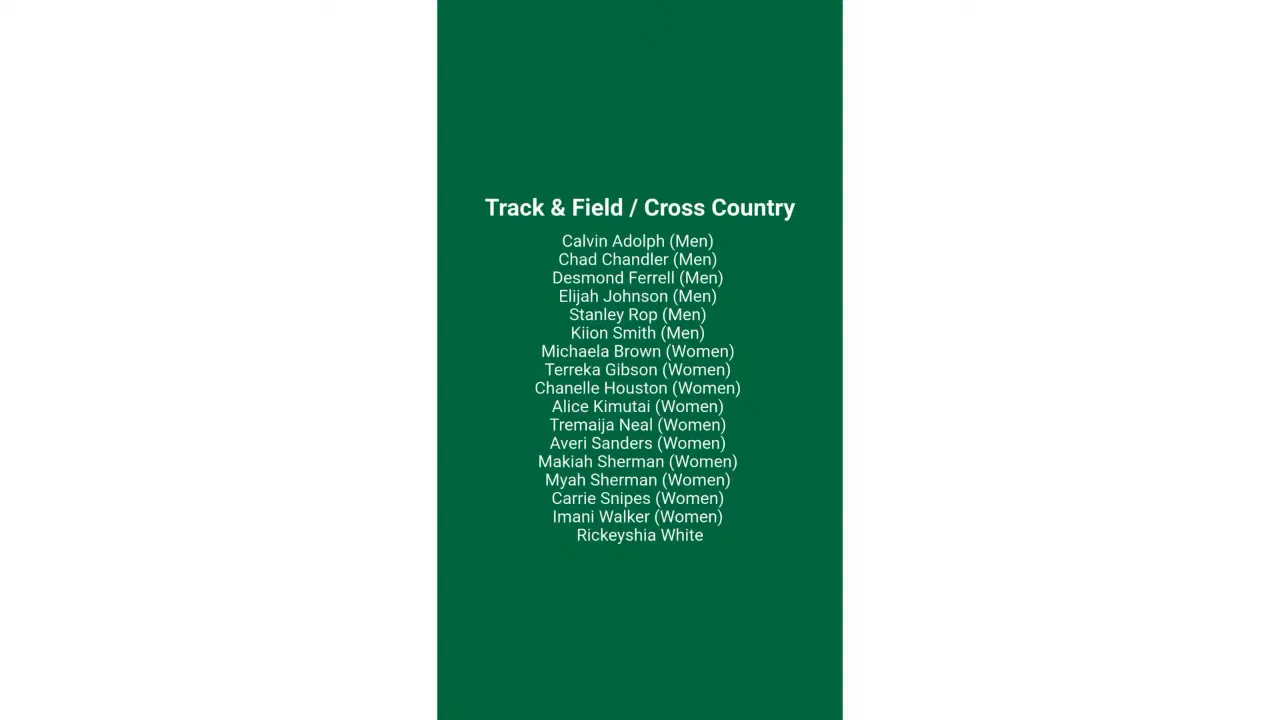 Track & Field / Cross Country
Calvin Adolph (Men)
Chad Chandler (Men)
Desmond Ferrell (Men)
Elijah Johnson (Men)
Stanley Rop (Men)
Kiion Smith (Men)
Michaela Brown (Women)
Terreka Gibson (Women)
Chanelle Houston (Women)
Alice Kimutai (Women)
Tremaija Neal (Women)
Averi Sanders (Women)
Makiah Sherman (Women)
Myah Sherman (Women)
Carrie Snipes (Women)
Imani Walker (Women)
Rickeyshia White